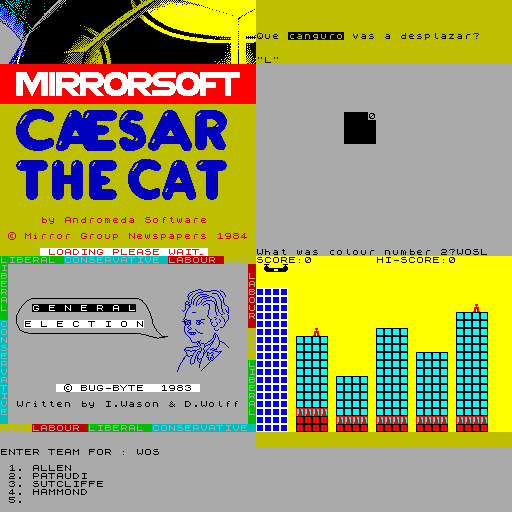 MIRRORSOFT
CÆSAR
THE CAT
by Andromeda Software
© Mirror Group Newspapers 1984
LOADING PLEASE WAIT.
Que canguro vas a desplazar?
"L"
0
What was colour number 2?WOSL
LIBERAL CONSERVATIVE LABOUR
LIBERAL CONSERVATIVE
GENERAL
ELECTION
© BUG-BYTE 1983
Written by I.Wason & D.Wolff
LABOUR LIBERAL
LABOUR LIBERAL CONSERVATIVE
SCORE:0 HI-SCORE:0
ENTER TEAM FOR : WOS
1. ALLEN
2. PATAUDI
3. SUTCLIFFE
4. HAMMOND
5.